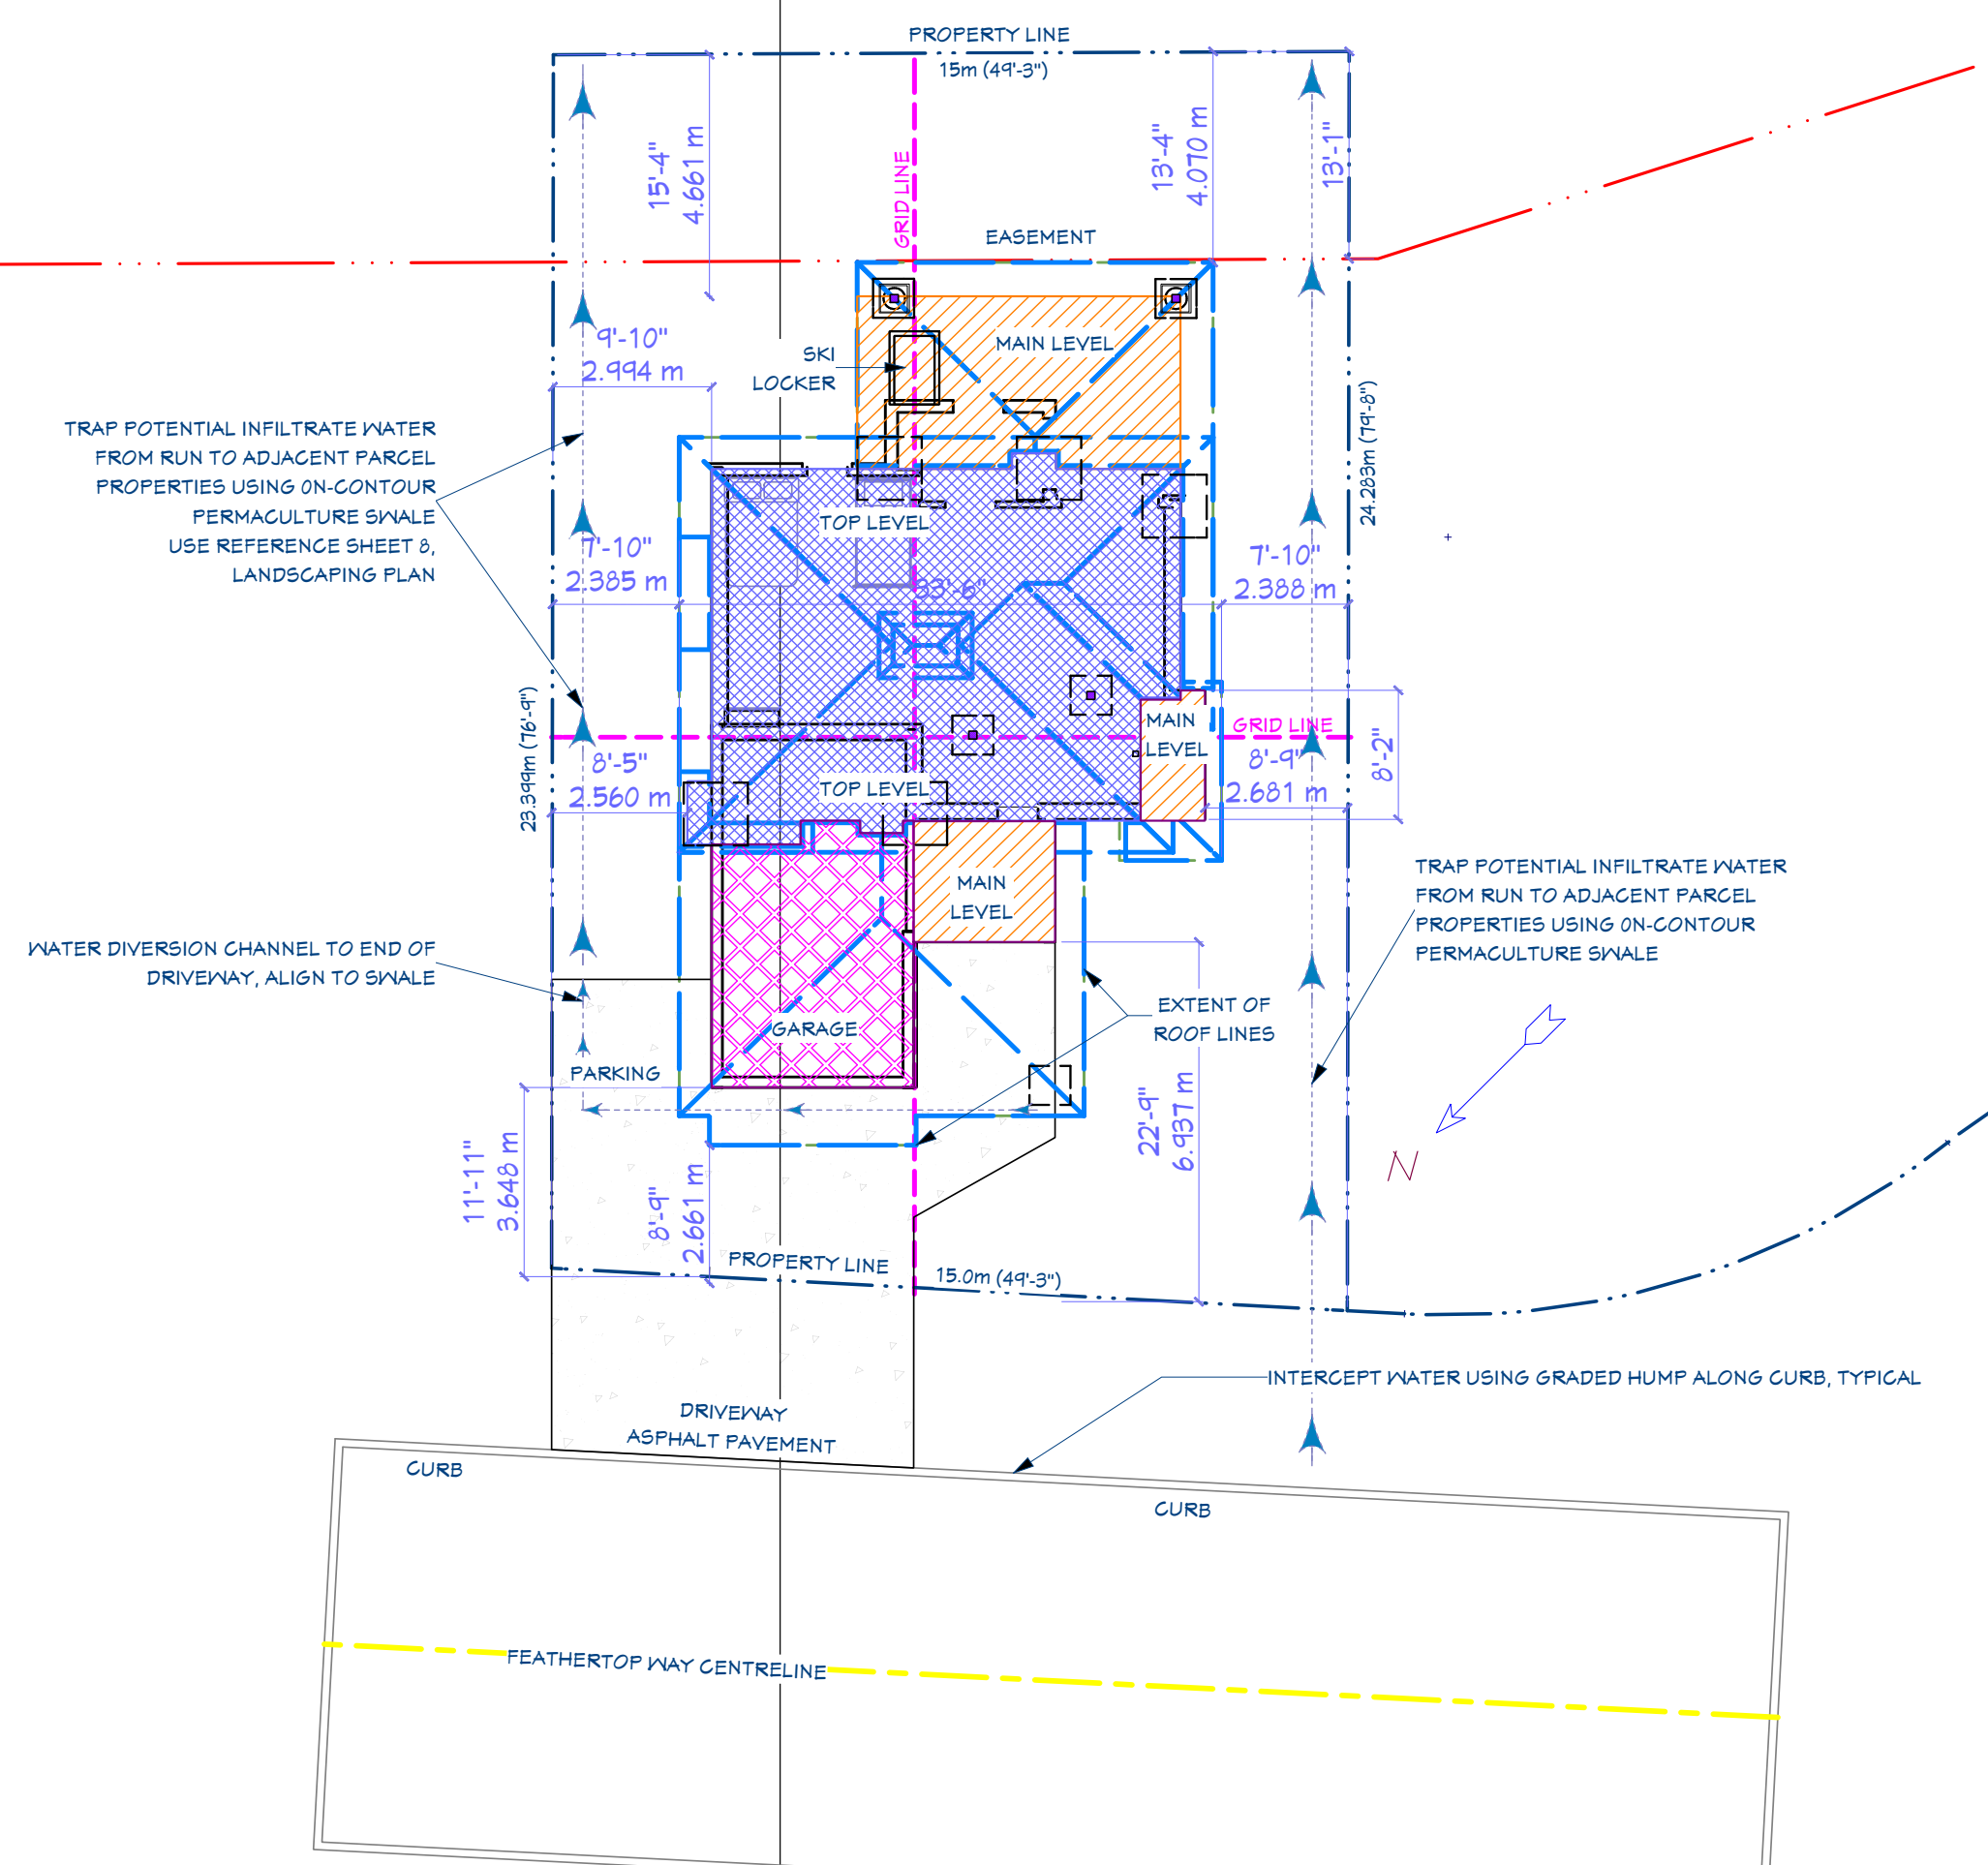 PROPERTY LINE
15m (49'-3")
15'-4"
4.661 m
GRID LINE
13'-4"
4.070 m
13'-1"
EASEMENT
9'-10"
2.994 m
SKI
LOCKER
MAIN LEVEL
24.283m (79'-8")
TRAP POTENTIAL INFILTRATE WATER
FROM RUN TO ADJACENT PARCEL
PROPERTIES USING 0N-CONTOUR
PERMACULTURE SWALE
USE REFERENCE SHEET 8,
LANDSCAPING PLAN
TOP LEVEL
7'-10"
2.385 m
33'-6"
7'-10"
2.388 m
23.399m (76'-9")
MAIN
LEVEL
GRID LINE
8'-9"
2.681 m
8'-2"
8'-5"
2.560 m
TOP LEVEL
MAIN
LEVEL
TRAP POTENTIAL INFILTRATE WATER
FROM RUN TO ADJACENT PARCEL
PROPERTIES USING 0N-CONTOUR
PERMACULTURE SWALE
WATER DIVERSION CHANNEL TO END OF
DRIVEWAY, ALIGN TO SWALE
GARAGE
EXTENT OF
ROOF LINES
PARKING
11'-11"
3.648 m
8'-9"
2.661 m
22'-9"
6.937 m
N
PROPERTY LINE
15.0m (49'-3")
INTERCEPT WATER USING GRADED HUMP ALONG CURB, TYPICAL
DRIVEWAY
ASPHALT PAVEMENT
CURB
CURB
FEATHERTOP WAY CENTRELINE